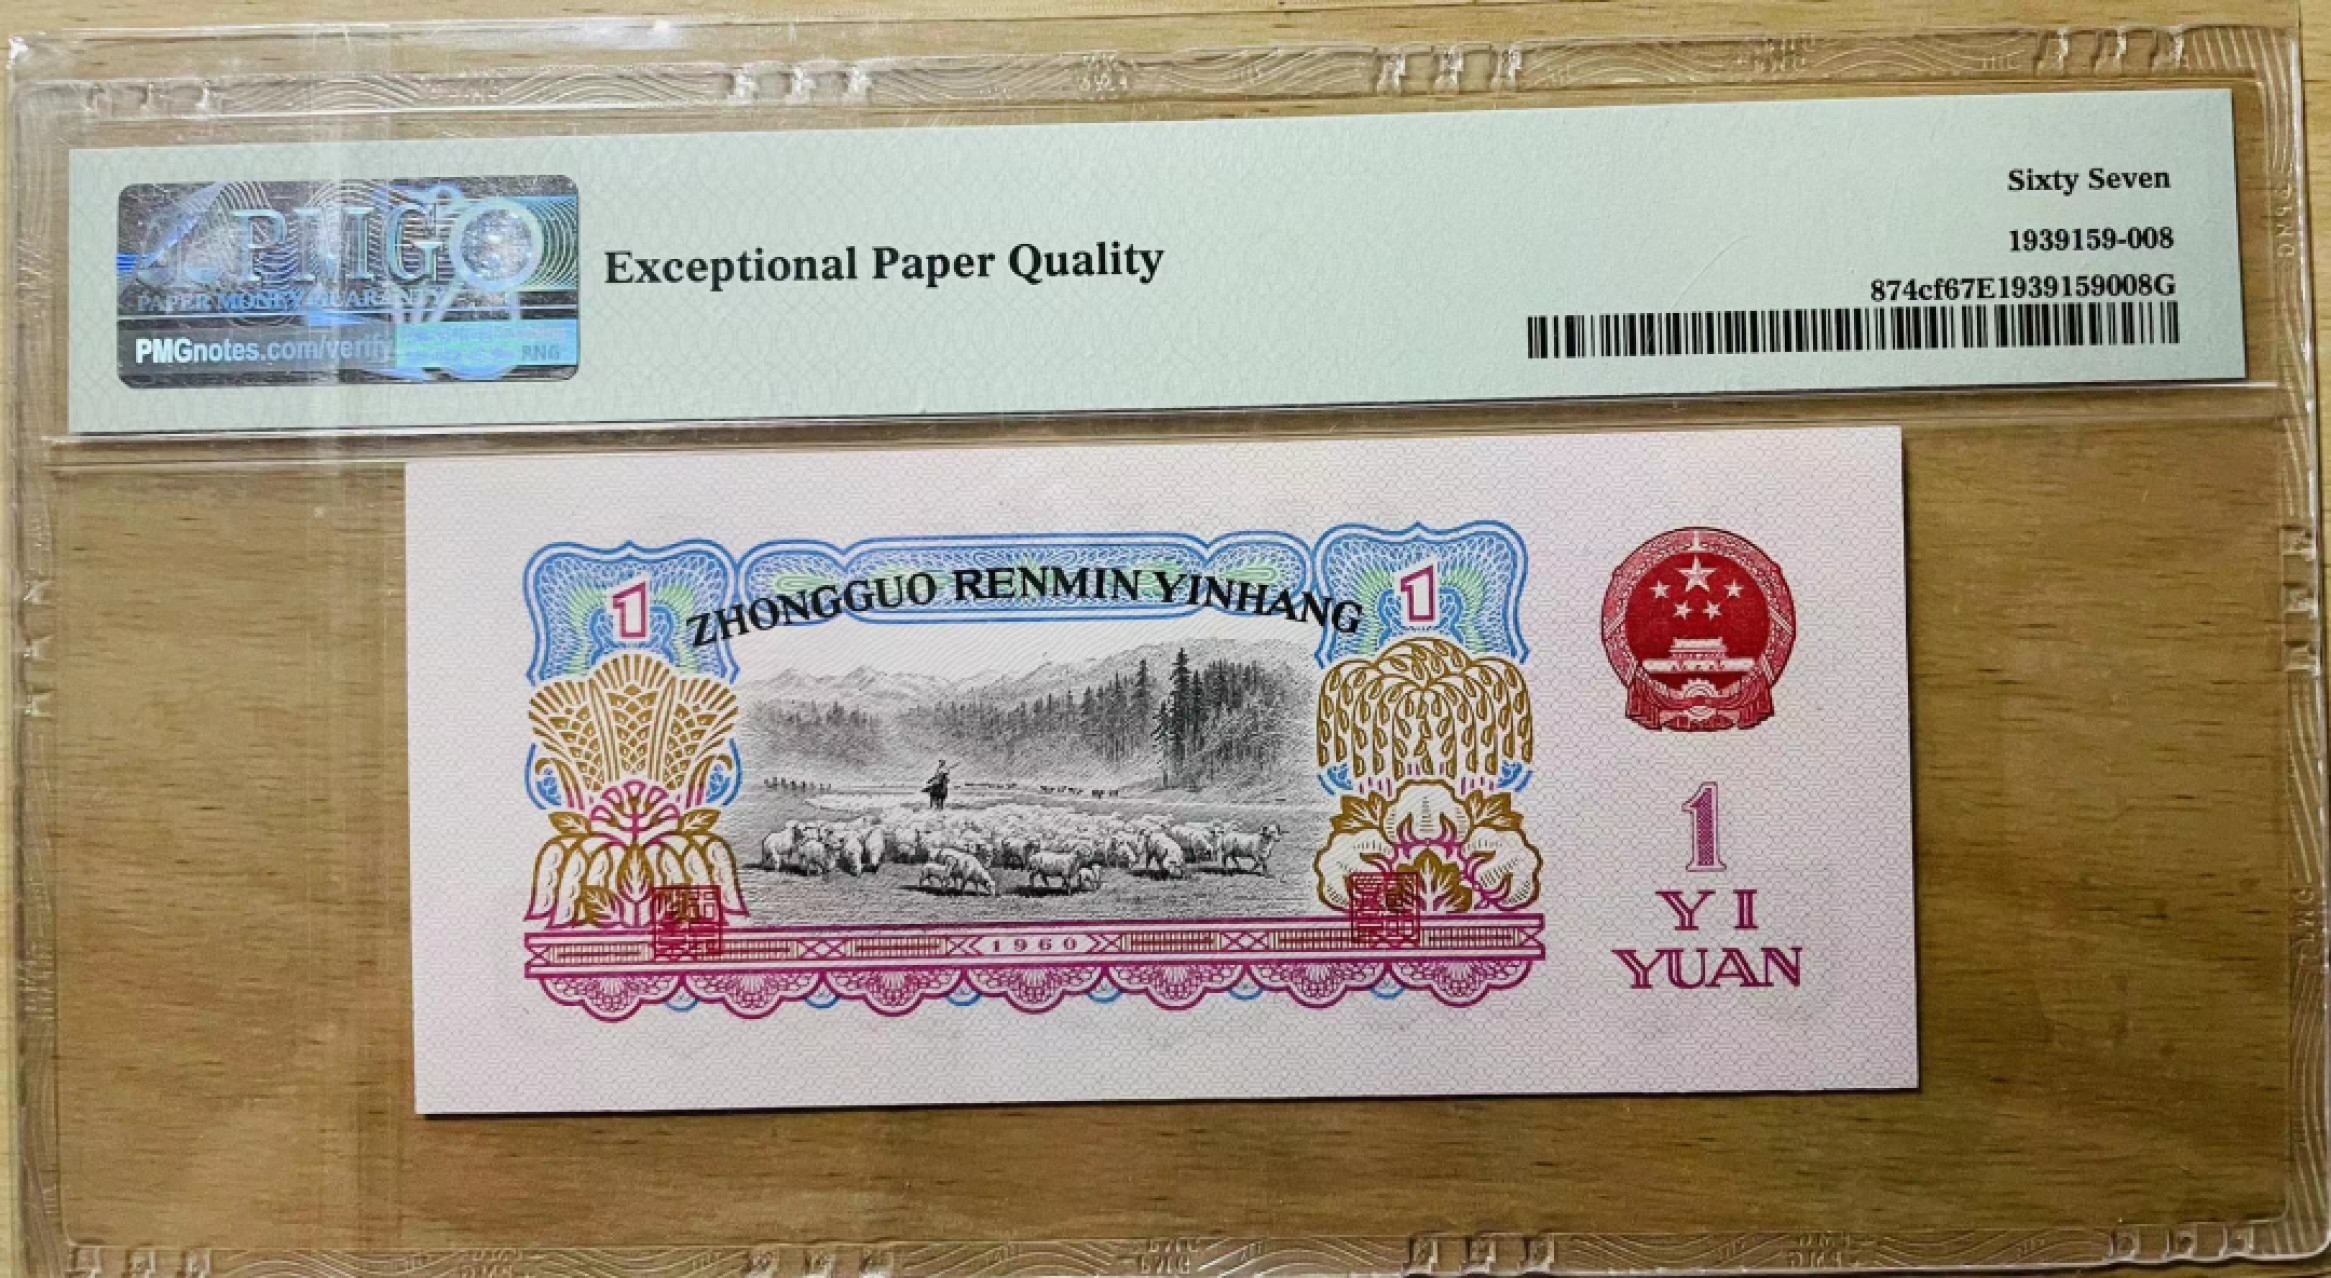 PMG
PAPER MONEY GUARANTY
PMGnotes.com/verify
Exceptional Paper Quality
Sixty Seven
1939159-008
874cf67E1939159008G
1
ZHONGGUO RENMIN YINHANG
1
1960
1
YI
YUAN